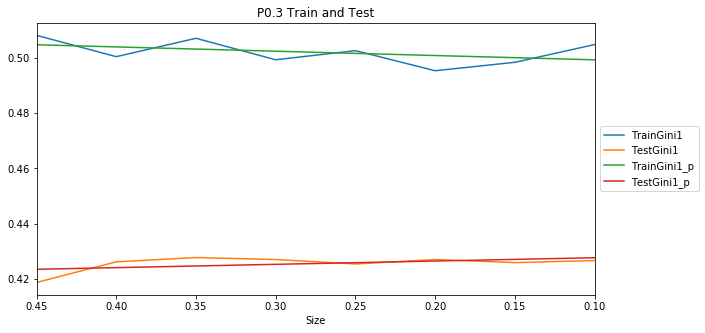 P0.3 Train and Test
0.50
0.48
0.46
0.44
0.42
0.45 0.40 0.35 0.30 0.25 0.20 0.15 0.10
Size
TrainGini1
TestGini1
TrainGini1_p
TestGini1_p